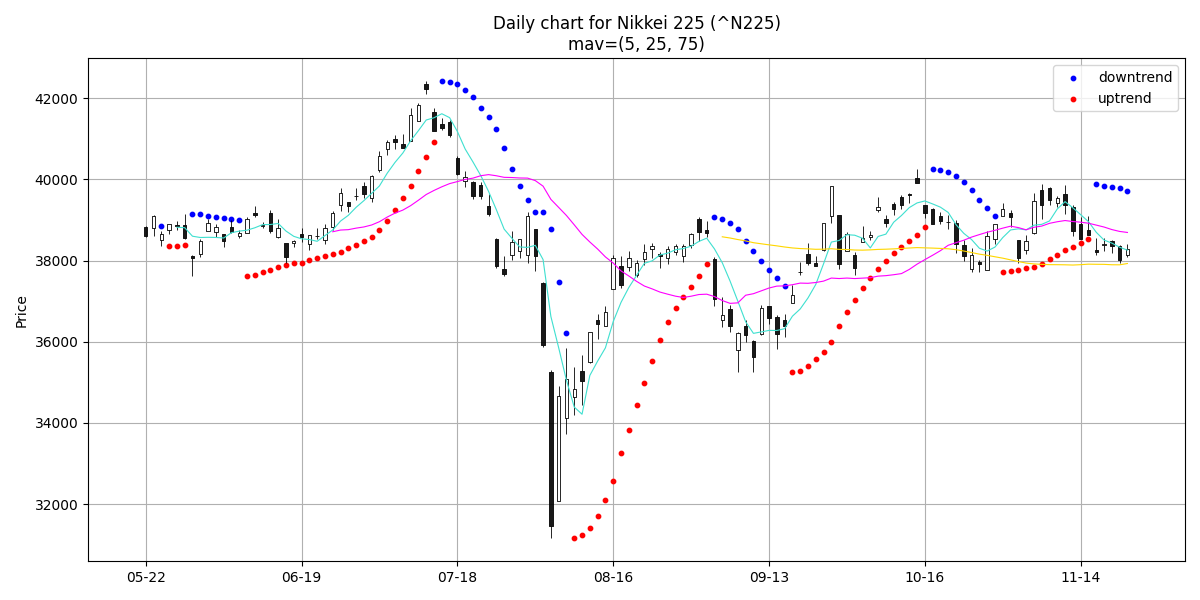 Daily chart for Nikkei 225 (^N225)
mav=(5, 25, 75)
downtrend
uptrend
Price
42000
40000
38000
36000
34000
32000
05-22
06-19
07-18
08-16
09-13
10-16
11-14